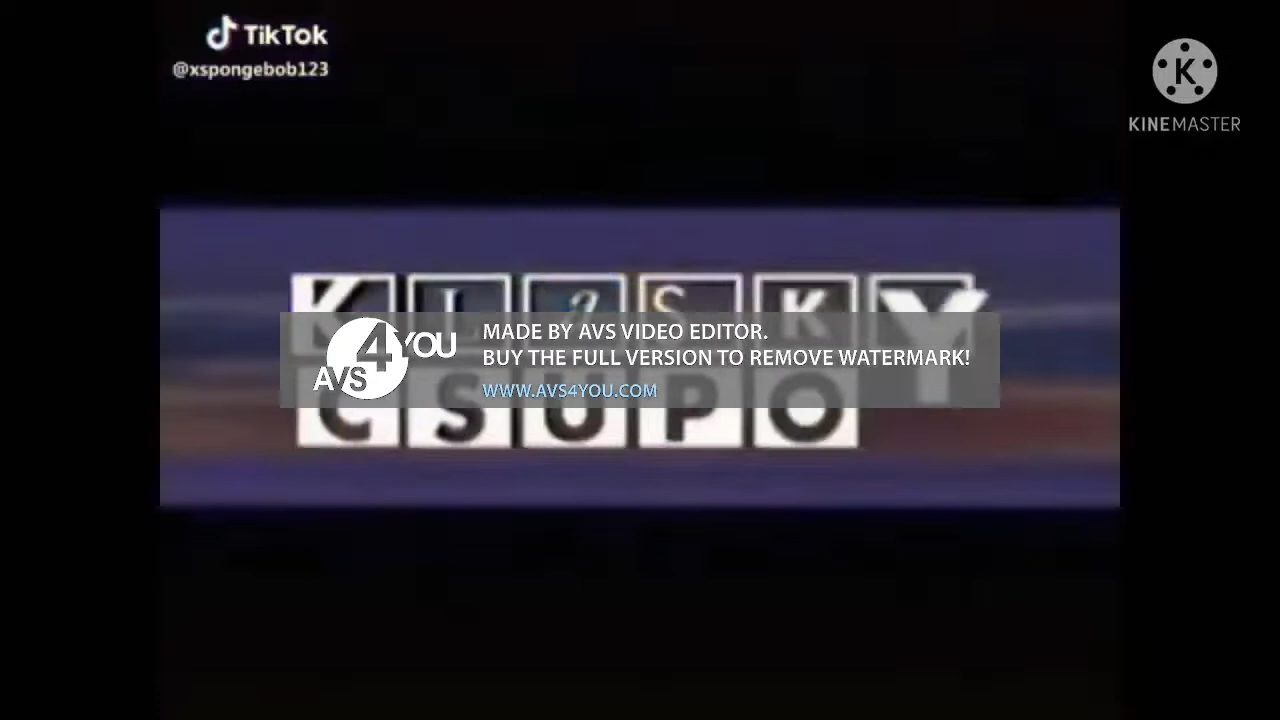 TikTok
@xspongebob123
K
KINEMASTER
KLASKY
CSUPO
AVS4YOU
MADE BY AVS VIDEO EDITOR.
BUY THE FULL VERSION TO REMOVE WATERMARK!
WWW.AVS4YOU.COM